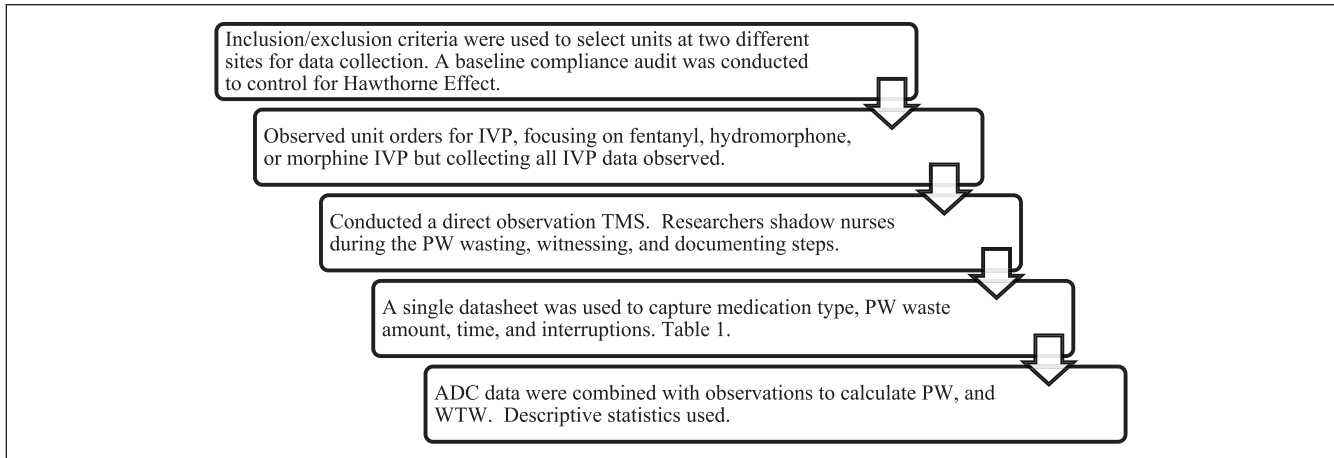 Inclusion/exclusion criteria were used to select units at two different
sites for data collection. A baseline compliance audit was conducted
to control for Hawthorne Effect.
Observed unit orders for IVP, focusing on fentanyl, hydromorphone,
or morphine IVP but collecting all IVP data observed.
Conducted a direct observation TMS.  Researchers shadow nurses
during the PW wasting, witnessing, and documenting steps.
A single datasheet was used to capture medication type, PW waste
amount, time, and interruptions. Table 1.
ADC data were combined with observations to calculate PW, and
WTW.  Descriptive statistics used.